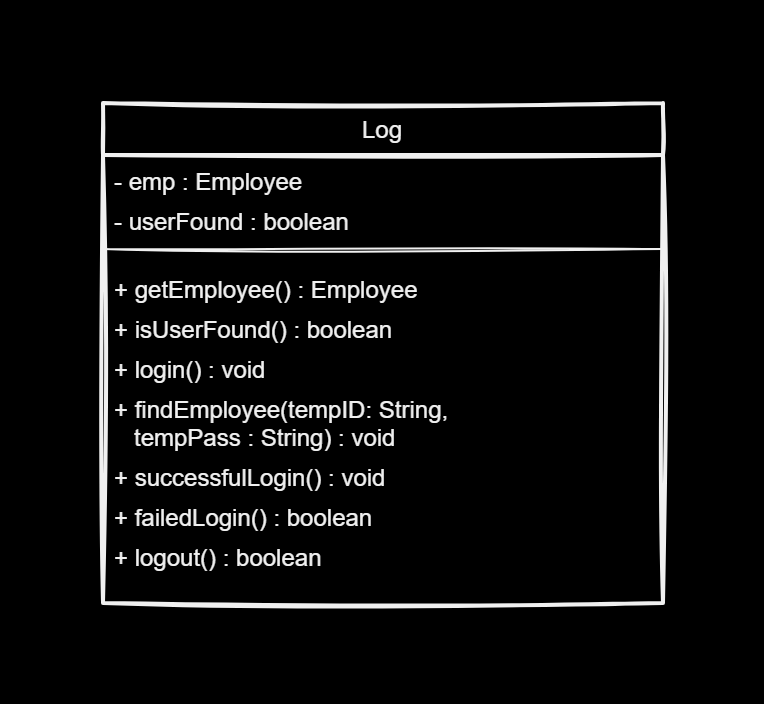 Log
- emp : Employee
- userFound : boolean
+ getEmployee() : Employee
+ isUserFound() : boolean
+ login() : void
+ findEmployee(tempID: String,
tempPass : String) : void
+ successfulLogin() : void
+ failedLogin() : boolean
+ logout() : boolean